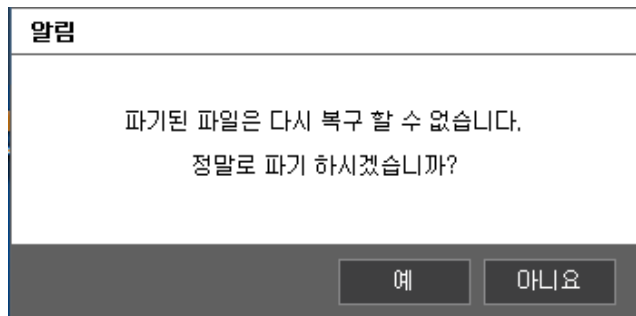 알림
파기된 파일은 다시 복구 할 수 없습니다.
정말로 파기 하시겠습니까?
예
아니요